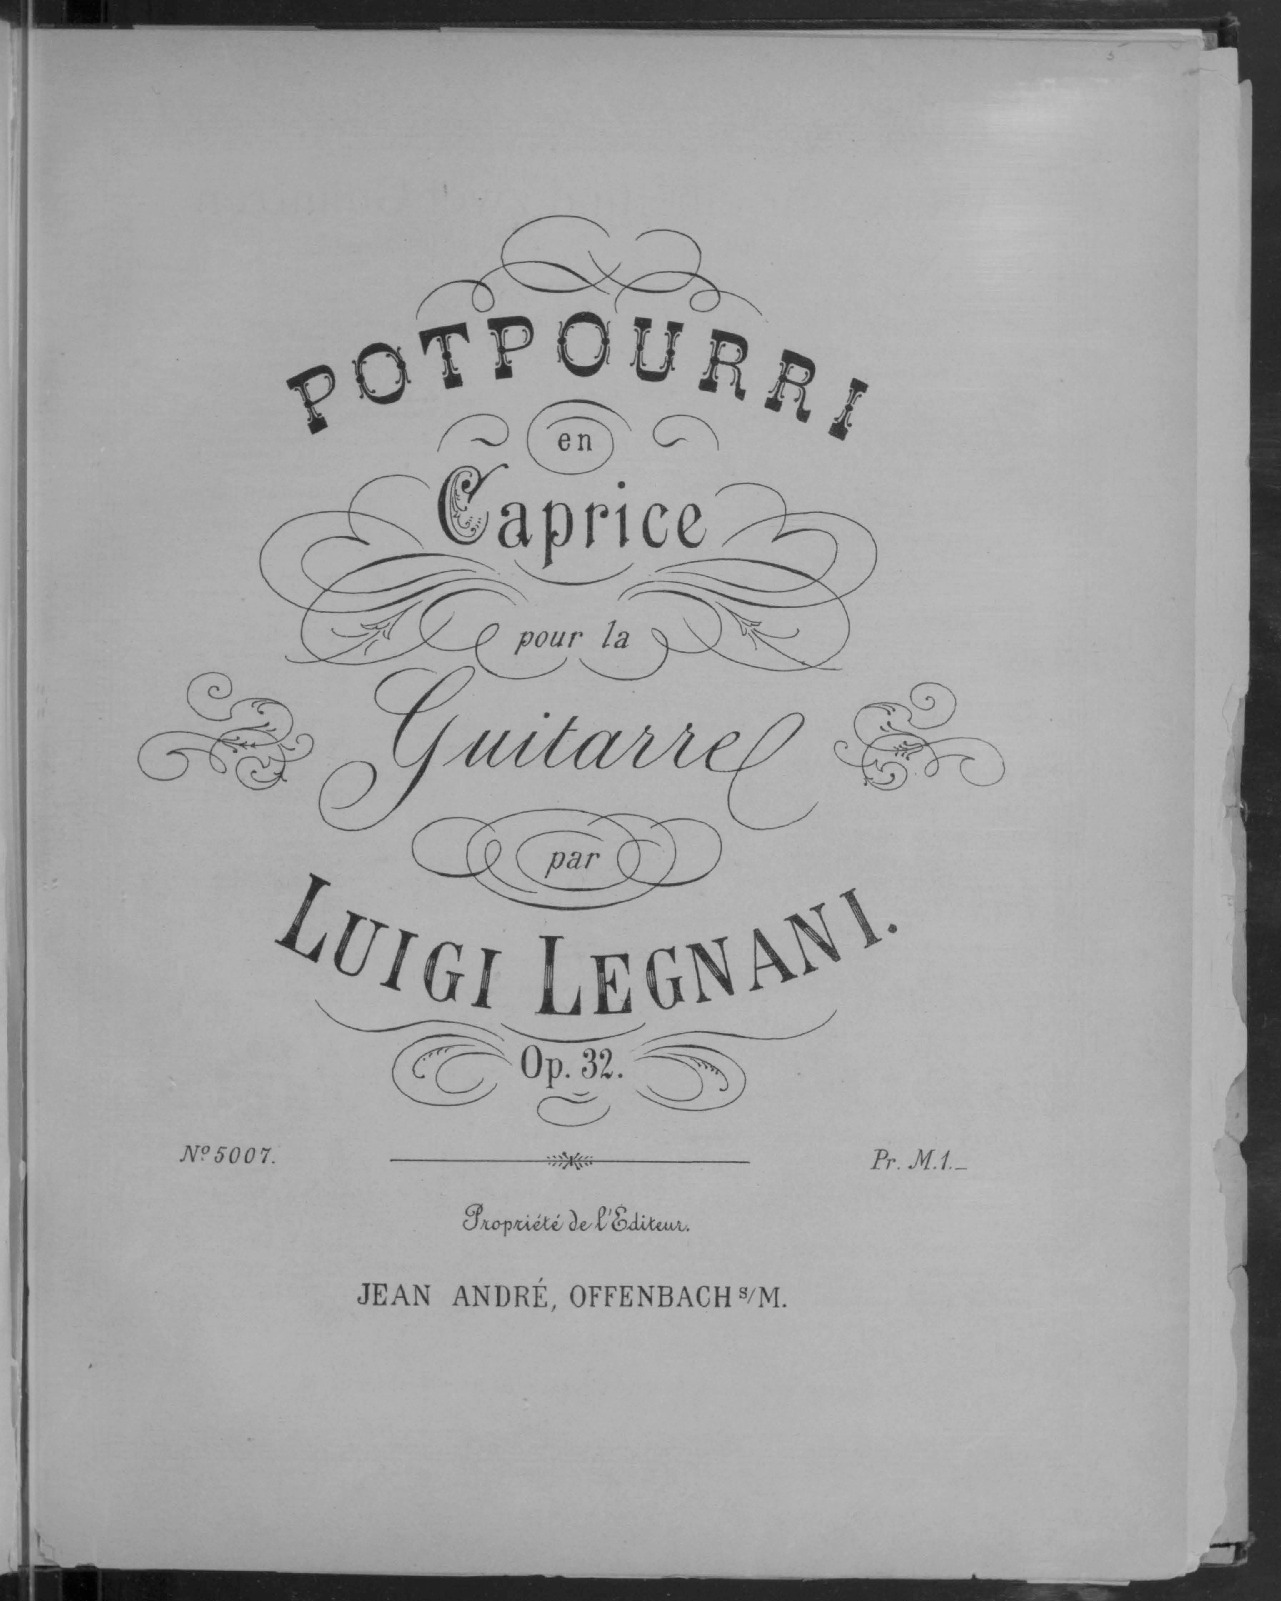 POTPOURRI
en
Caprice
pour la
Guitarre
par
LUIGI LEGNANI.
Op. 32.
Nº 5007.
Pr. M.1._
Propriété de l'Editeur.
JEAN ANDRÉ, OFFENBACH s/M.